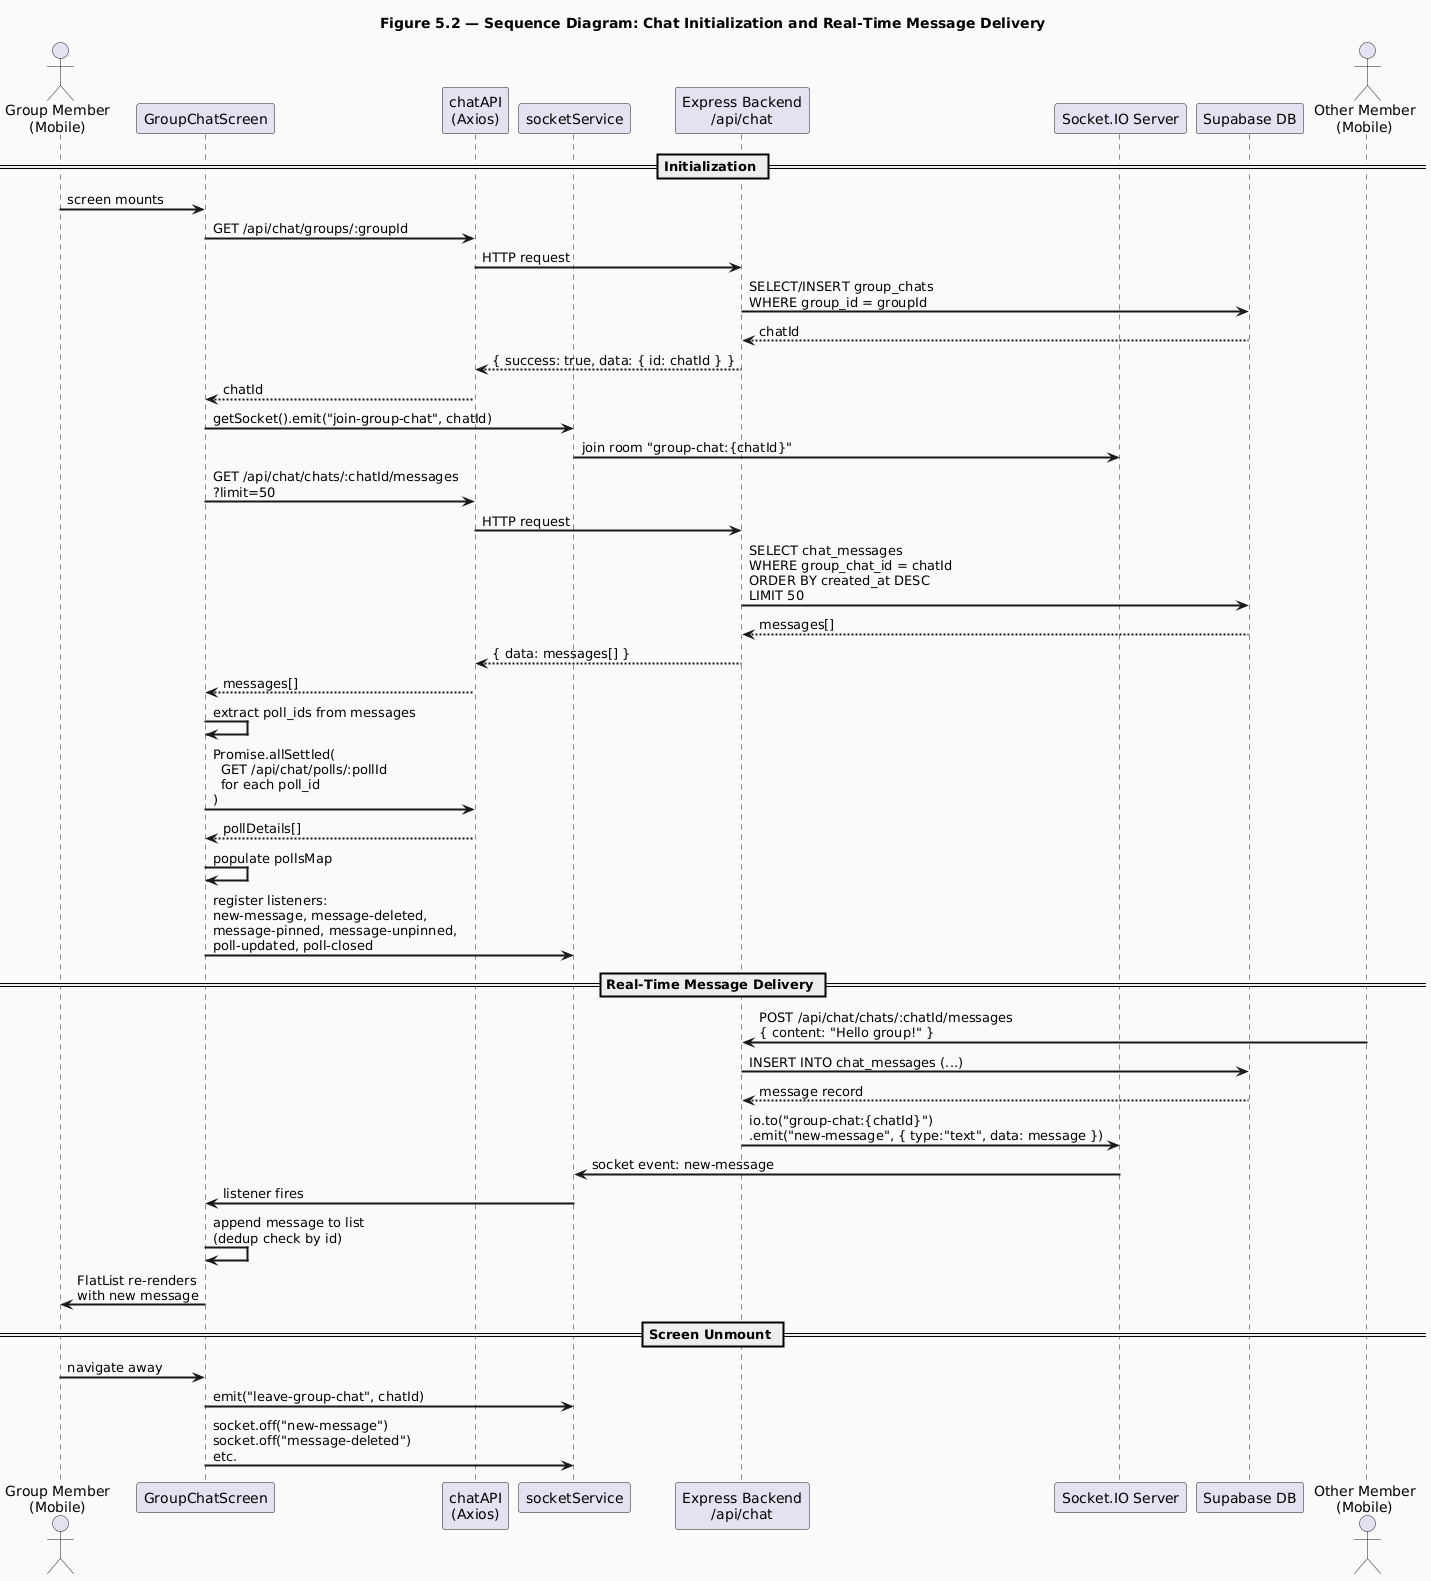 Figure 5.2 — Sequence Diagram: Chat Initialization and Real-Time Message Delivery
Group Member
(Mobile)
GroupChatScreen
chatAPI
(Axios)
socketService
Express Backend
/api/chat
Socket.IO Server
Supabase DB
Other Member
(Mobile)
Initialization
screen mounts
GET /api/chat/groups/:groupId
HTTP request
SELECT/INSERT group_chats
WHERE group_id = groupId
chatId
{ success: true, data: { id: chatId } }
chatId
getSocket().emit("join-group-chat", chatId)
join room "group-chat:{chatId}"
GET /api/chat/chats/:chatId/messages
?limit=50
HTTP request
SELECT chat_messages
WHERE group_chat_id = chatId
ORDER BY created_at DESC
LIMIT 50
messages[]
{ data: messages[] }
messages[]
extract poll_ids from messages
Promise.allSettled(
GET /api/chat/polls/:pollId
for each poll_id
)
pollDetails[]
populate pollsMap
register listeners:
new-message, message-deleted,
message-pinned, message-unpinned,
poll-updated, poll-closed
Real-Time Message Delivery
POST /api/chat/chats/:chatId/messages
{ content: "Hello group!" }
INSERT INTO chat_messages (...)
message record
io.to("group-chat:{chatId}")
.emit("new-message", { type:"text", data: message })
socket event: new-message
listener fires
append message to list
(dedup check by id)
FlatList re-renders
with new message
Screen Unmount
navigate away
emit("leave-group-chat", chatId)
socket.off("new-message")
socket.off("message-deleted")
etc.
Group Member
(Mobile)
GroupChatScreen
chatAPI
(Axios)
socketService
Express Backend
/api/chat
Socket.IO Server
Supabase DB
Other Member
(Mobile)